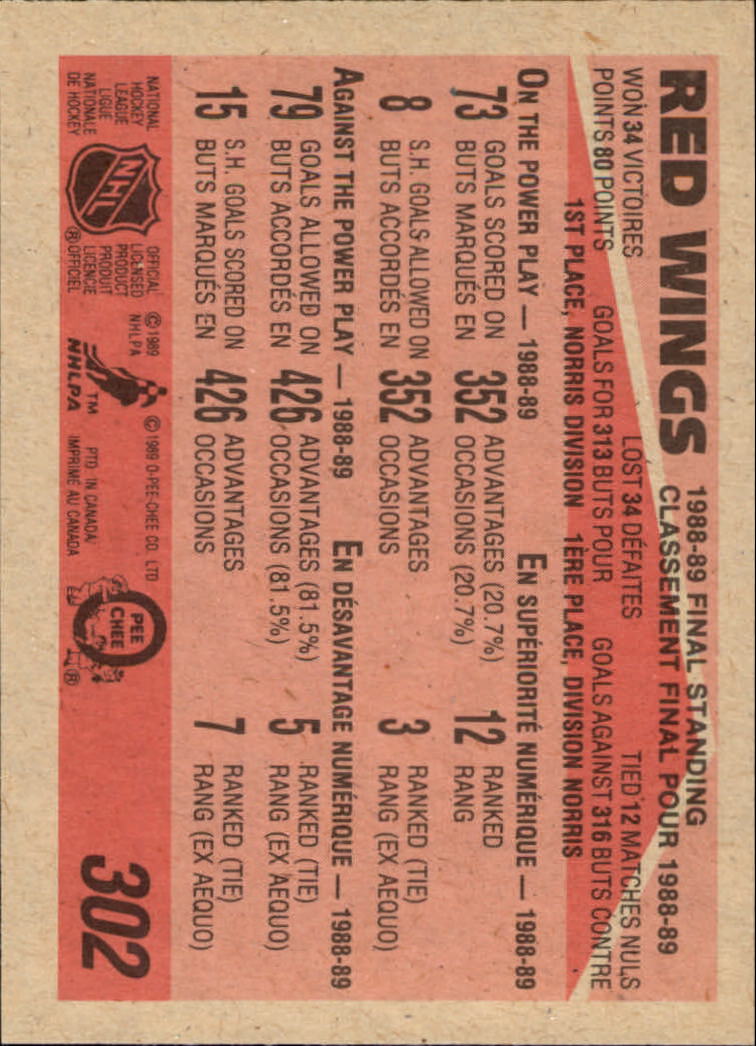 RED WINGS
1988-89 FINAL STANDING
CLASSEMENT FINAL POUR 1988-89
WON 34 VICTOIRES LOST 34 DÉFAITES TIED 12 MATCHES NULS
POINTS 80 POINTS GOALS FOR 313 BUTS POUR GOALS AGAINST 316 BUTS CONTRE
1ST PLACE, NORRIS DIVISION 1ÈRE PLACE, DIVISION NORRIS
ON THE POWER PLAY — 1988-89 EN SUPÉRIORITÉ NUMÉRIQUE — 1988-89
73 GOALS SCORED ON 352 ADVANTAGES (20.7%) 12 RANKED
BUTS MARQUÉS EN OCCASIONS (20.7%) RANG
8 S.H. GOALS ALLOWED ON 352 ADVANTAGES 3 RANKED (TIE)
BUTS ACCORDÉS EN OCCASIONS RANG (EX AEQUO)
AGAINST THE POWER PLAY — 1988-89 EN DÉSAVANTAGE NUMÉRIQUE — 1988-89
79 GOALS ALLOWED ON 426 ADVANTAGES (81.5%) 5 RANKED (TIE)
BUTS ACCORDÉS EN OCCASIONS (81.5%) RANG (EX AEQUO)
15 S.H. GOALS SCORED ON 426 ADVANTAGES 7 RANKED (TIE)
BUTS MARQUÉS EN OCCASIONS RANG (EX AEQUO)
NATIONAL
HOCKEY
LEAGUE
LIGUE
NATIONALE
DE HOCKEY
NHL
OFFICIAL
LICENSED
PRODUCT
PRODUIT
LICENCIE
®OFFICIEL
© 1989
NHLPA
TM
NHLPA
© 1989 O-PEE-CHEE CO. LTD
PTD. IN CANADA
IMPRIMÉ AU CANADA
PEE
CHEE
®
302